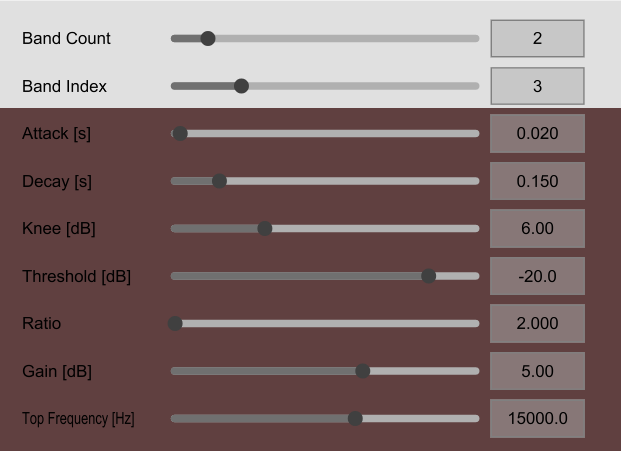 Band Count 2
Band Index 3
Attack [s] 0.020
Decay [s] 0.150
Knee [dB] 6.00
Threshold [dB] -20.0
Ratio 2.000
Gain [dB] 5.00
Top Frequency [Hz] 15000.0